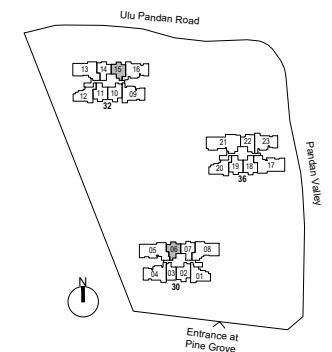 Ulu Pandan Road
13 14 15 16
12 11 10 09
32
21 22 23
20 19 18 17
36
Pandan Valley
05 06 07 08
04 03 02 01
30
N
Entrance at
Pine Grove